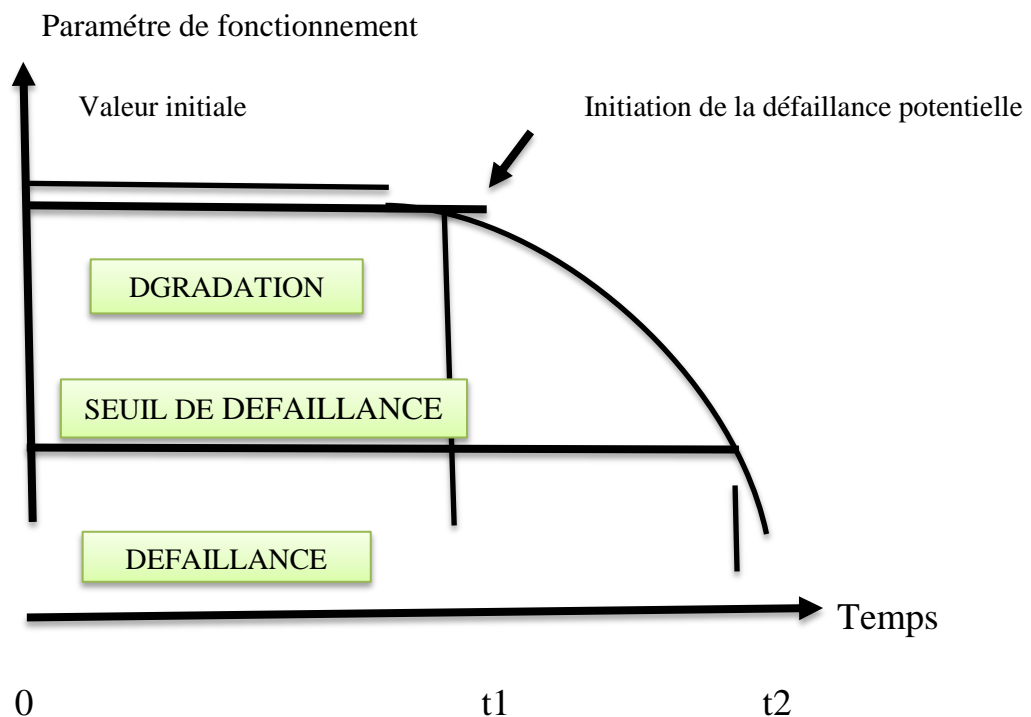 Paramétre de fonctionnement
Valeur initiale
Initiation de la défaillance potentielle
DGRADATION
SEUIL DE DEFAILLANCE
DEFAILLANCE
Temps
0 t1 t2